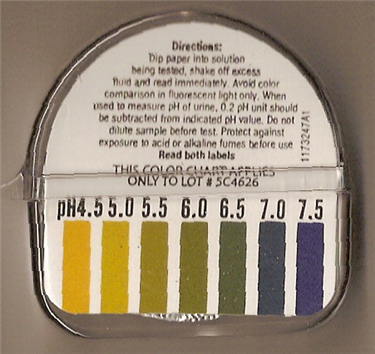 Directions:
Dip paper into solution
being tested, shake off excess
fluid and read immediately. Avoid color
comparison in fluorescent light only. When
used to measure pH of urine, 0.2 pH unit should
be subtracted from indicated pH value. Do not
dilute sample before test. Protect against
exposure to acid or alkaline fumes before use
Read both labels
1173247A1
THIS COLOR CHART APPLIES
ONLY TO LOT # 5C4626
pH4.5 5.0 5.5 6.0 6.5 7.0 7.5